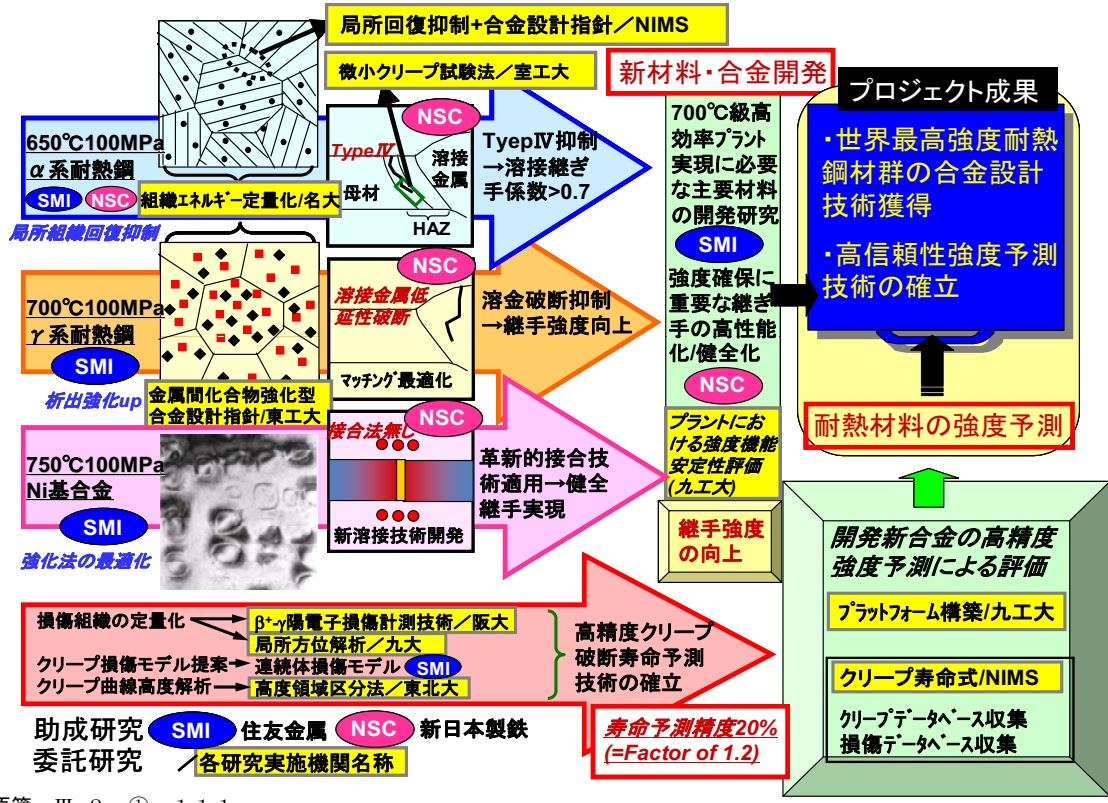 局所回復抑制+合金設計指針／NIMS
微小クリープ試験法／室工大
650℃100MPa
α系耐熱鋼
SMI
NSC
組織エネルギー定量化/名大
局所組織回復抑制
NSC
TypeⅣ
溶接
金属
母材
HAZ
TyepⅣ抑制
→溶接継ぎ
手係数>0.7
700℃100MPa
γ系耐熱鋼
SMI
析出強化up
金属間化合物強化型
合金設計指針/東工大
NSC
溶接金属低
延性破断
マッチング最適化
溶金破断抑制
→継手強度向上
750℃100MPa
Ni基合金
SMI
強化法の最適化
NSC
接合法無し
新溶接技術開発
革新的接合技
術適用→健全
継手実現
新材料・合金開発
700℃級高
効率プラント
実現に必要
な主要材料
の開発研究
SMI
強度確保に
重要な継ぎ
手の高性能
化/健全化
NSC
プラントにお
ける強度機能
安定性評価
(九工大)
継手強度
の向上
プロジェクト成果
・世界最高強度耐熱
鋼材群の合金設計
技術獲得
・高信頼性強度予測
技術の確立
耐熱材料の強度予測
開発新合金の高精度
強度予測による評価
プラットフォーム構築/九工大
クリープ寿命式/NIMS
クリープデータベース収集
損傷データベース収集
損傷組織の定量化
β⁺-γ陽電子損傷計測技術／阪大
局所方位解析／九大
クリープ損傷モデル提案
連続体損傷モデル
SMI
クリープ曲線高度解析
高度領域区分法／東北大
高精度クリープ
破断寿命予測
技術の確立
寿命予測精度20%
(=Factor of 1.2)
助成研究 SMI 住友金属 NSC 新日本製鉄
委託研究 ／各研究実施機関名称